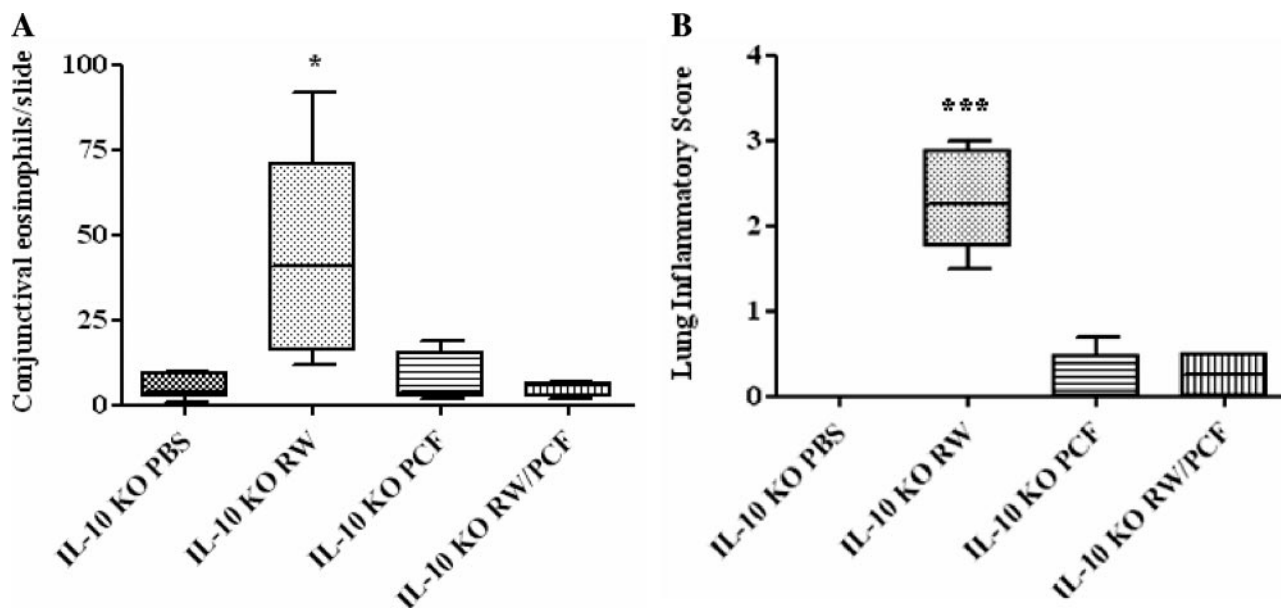 A
Conjunctival eosinophils/slide
100
75
50
25
0
*
IL-10 KO PBS
IL-10 KO RW
IL-10 KO PCF
IL-10 KO RW/PCF
B
Lung Inflammatory Score
4
3
2
1
0
***
IL-10 KO PBS
IL-10 KO RW
IL-10 KO PCF
IL-10 KO RW/PCF